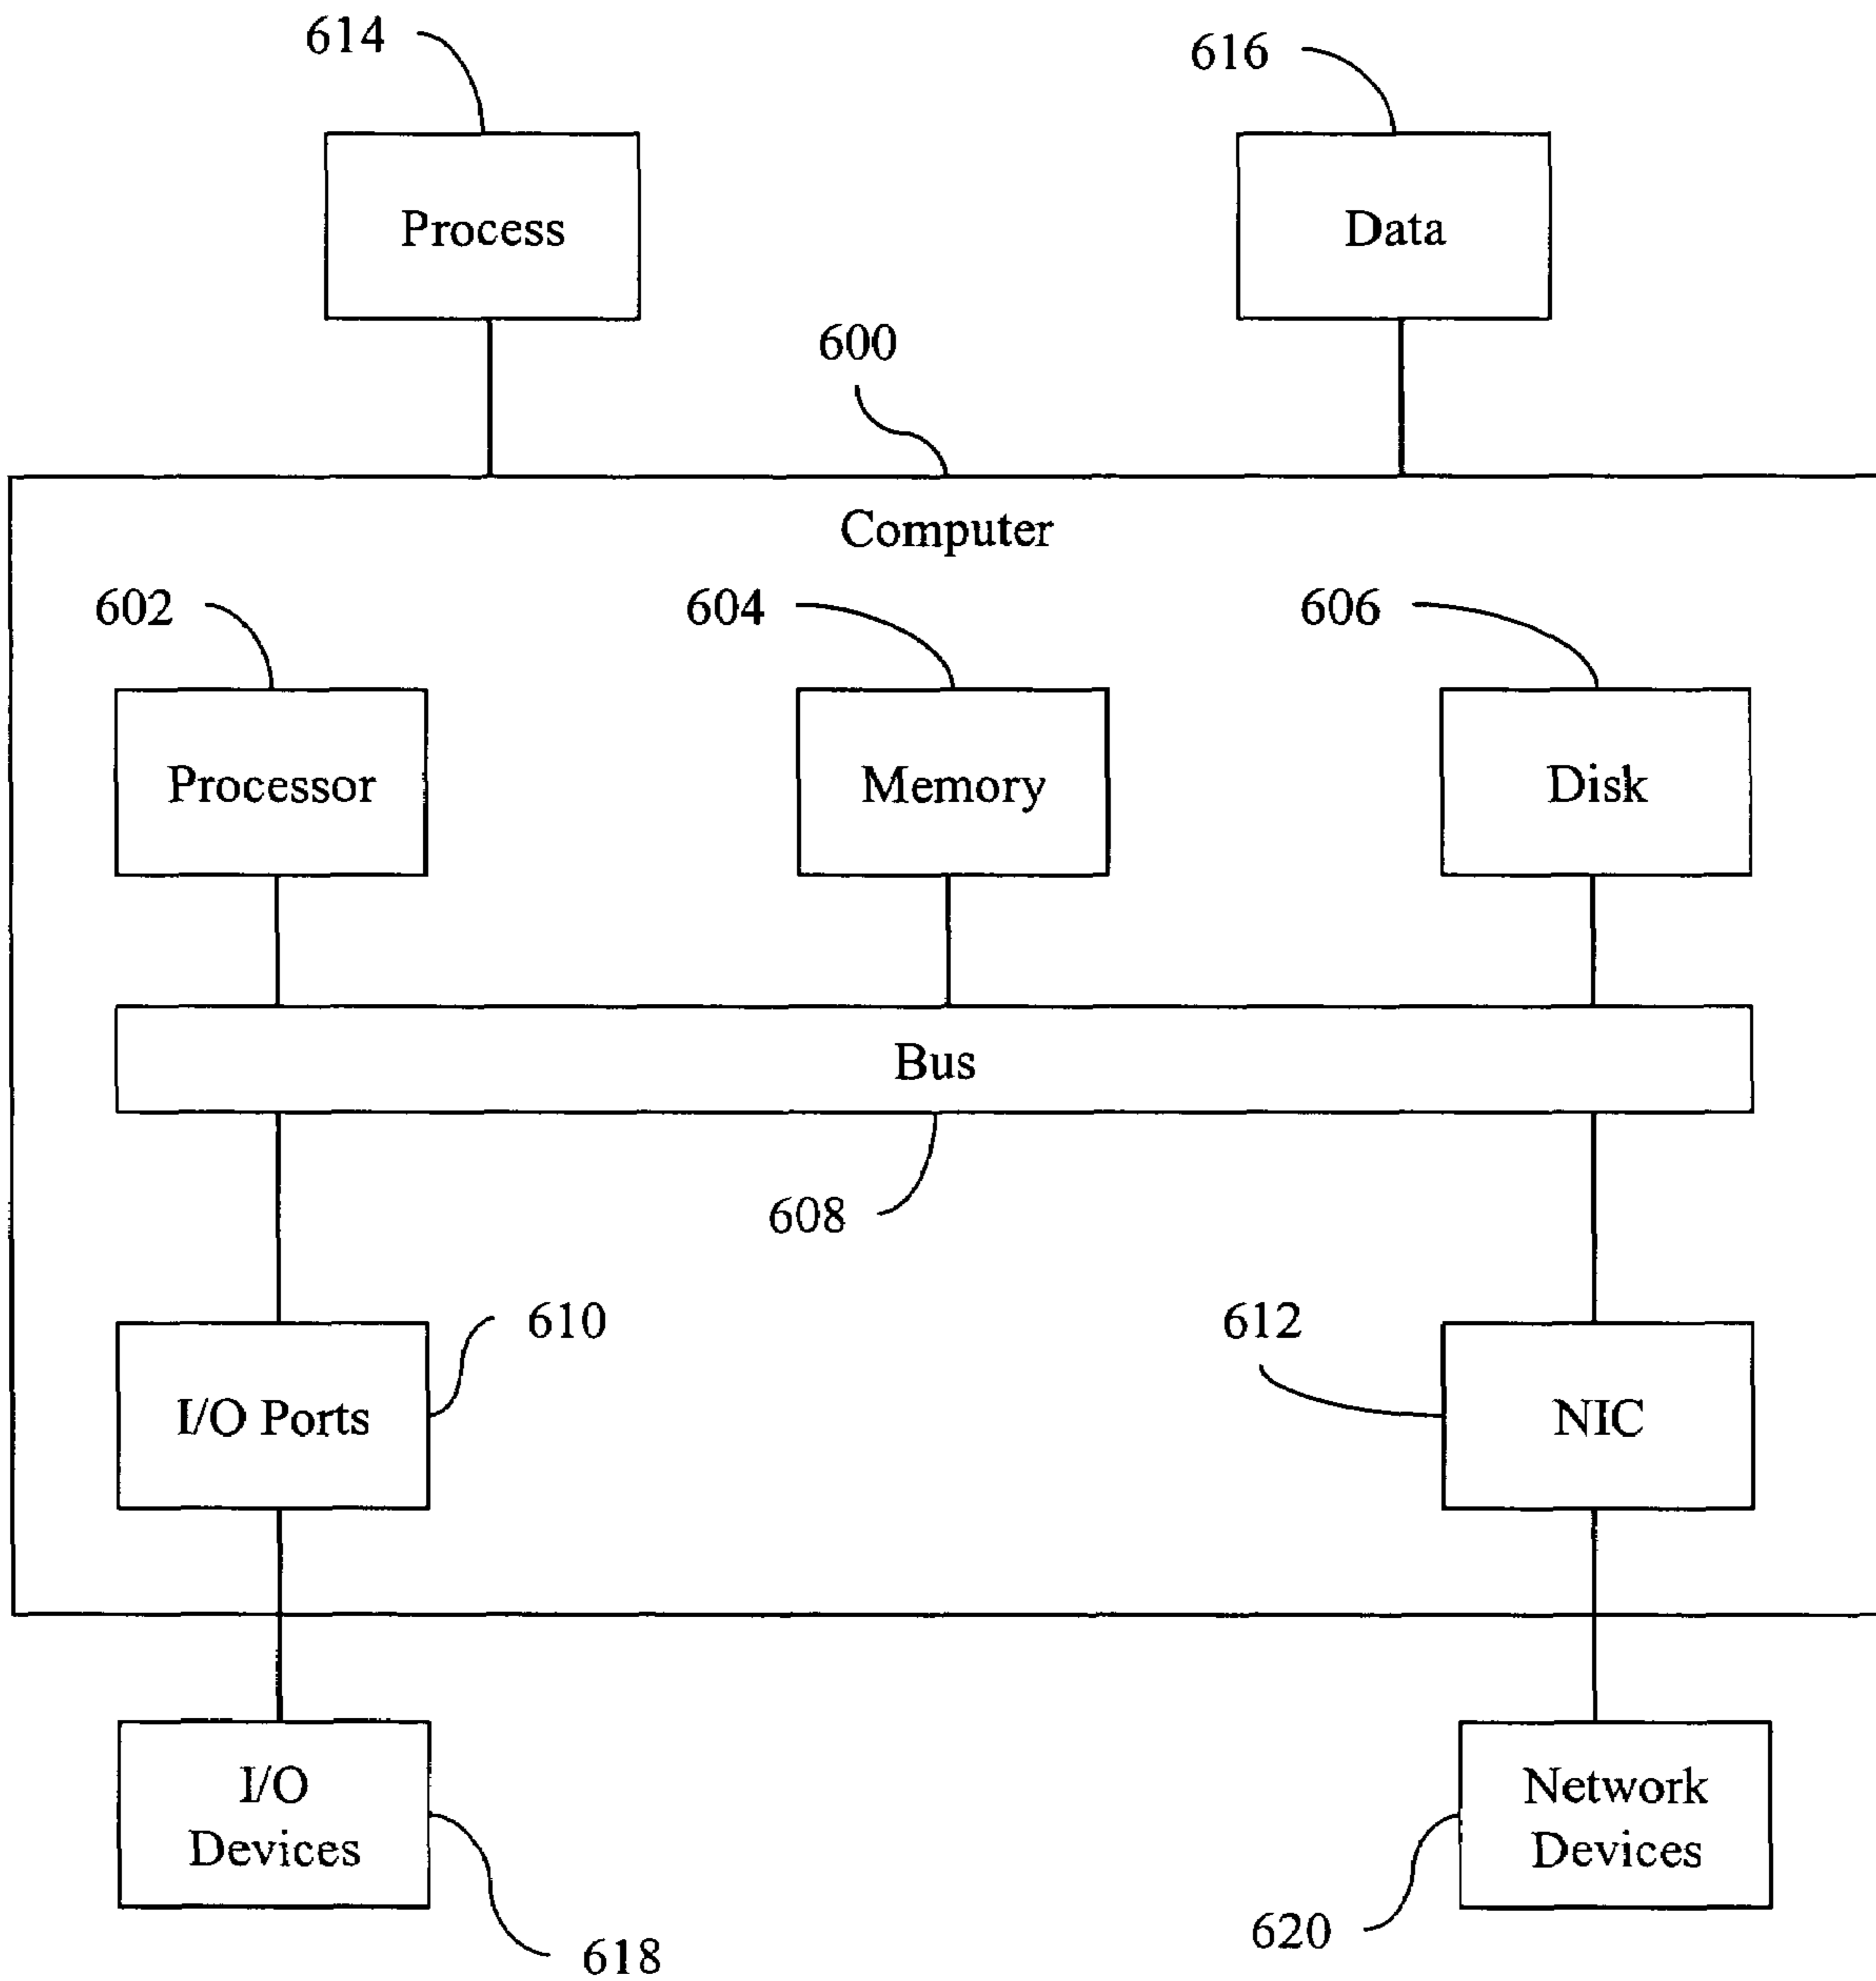 614
616
Process
Data
600
Computer
602
604
606
Processor
Memory
Disk
Bus
608
610
612
I/O Ports
NIC
I/O
Devices
Network
Devices
618
620